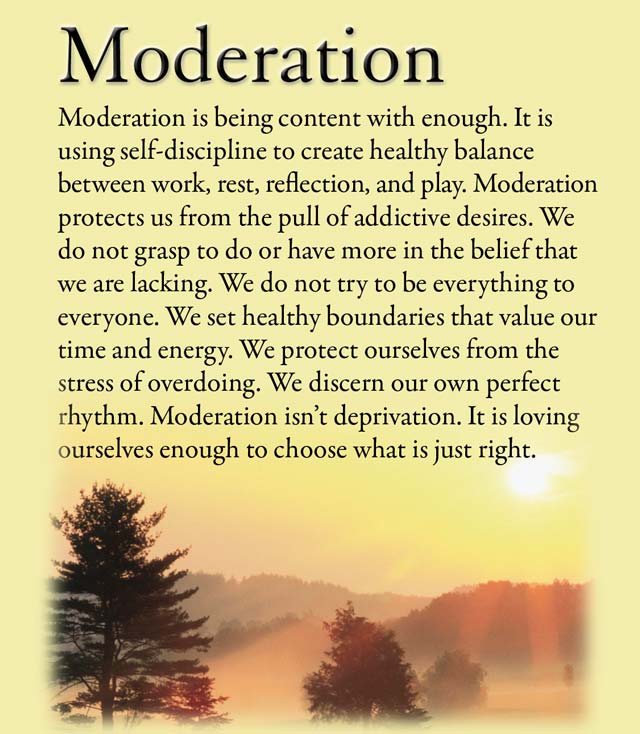 Moderation
Moderation is being content with enough. It is
using self-discipline to create healthy balance
between work, rest, reflection, and play. Moderation
protects us from the pull of addictive desires. We
do not grasp to do or have more in the belief that
we are lacking. We do not try to be everything to
everyone. We set healthy boundaries that value our
time and energy. We protect ourselves from the
stress of overdoing. We discern our own perfect
rhythm. Moderation isn’t deprivation. It is loving
ourselves enough to choose what is just right.